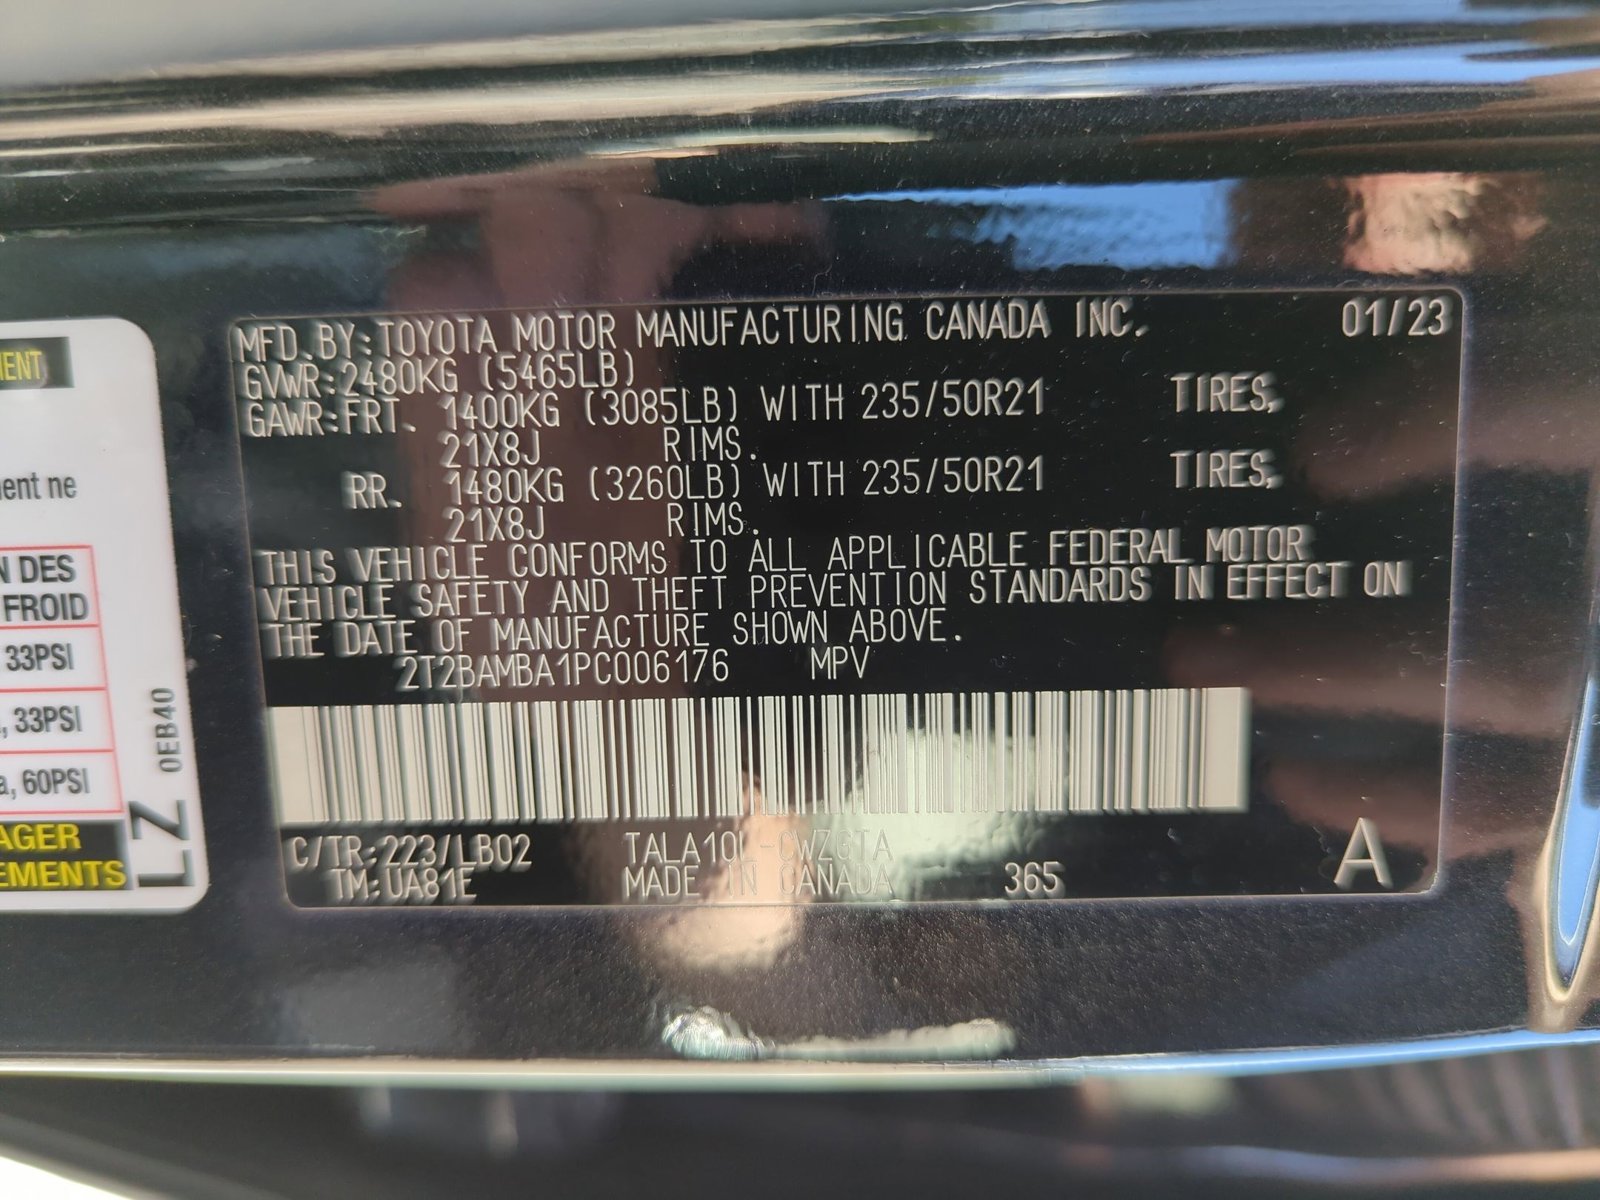 MFD.BY:TOYOTA MOTOR MANUFACTURING CANADA INC. 01/23
GVWR:2480KG (5465LB)
GAWR:FRT. 1400KG (3085LB) WITH 235/50R21 TIRES,
21X8J RIMS.
RR. 1480KG (3260LB) WITH 235/50R21 TIRES,
21X8J RIMS.
THIS VEHICLE CONFORMS TO ALL APPLICABLE FEDERAL MOTOR
VEHICLE SAFETY AND THEFT PREVENTION STANDARDS IN EFFECT ON
THE DATE OF MANUFACTURE SHOWN ABOVE.
2T2BAMBA1PC006176 MPV
C/TR:223/LB02 TALA10L-CWZGTA
TM:UA81E MADE IN CANADA 365 A
ne
DES
FROID
33PSI
33PSI
60PSI
0EB40
LZ